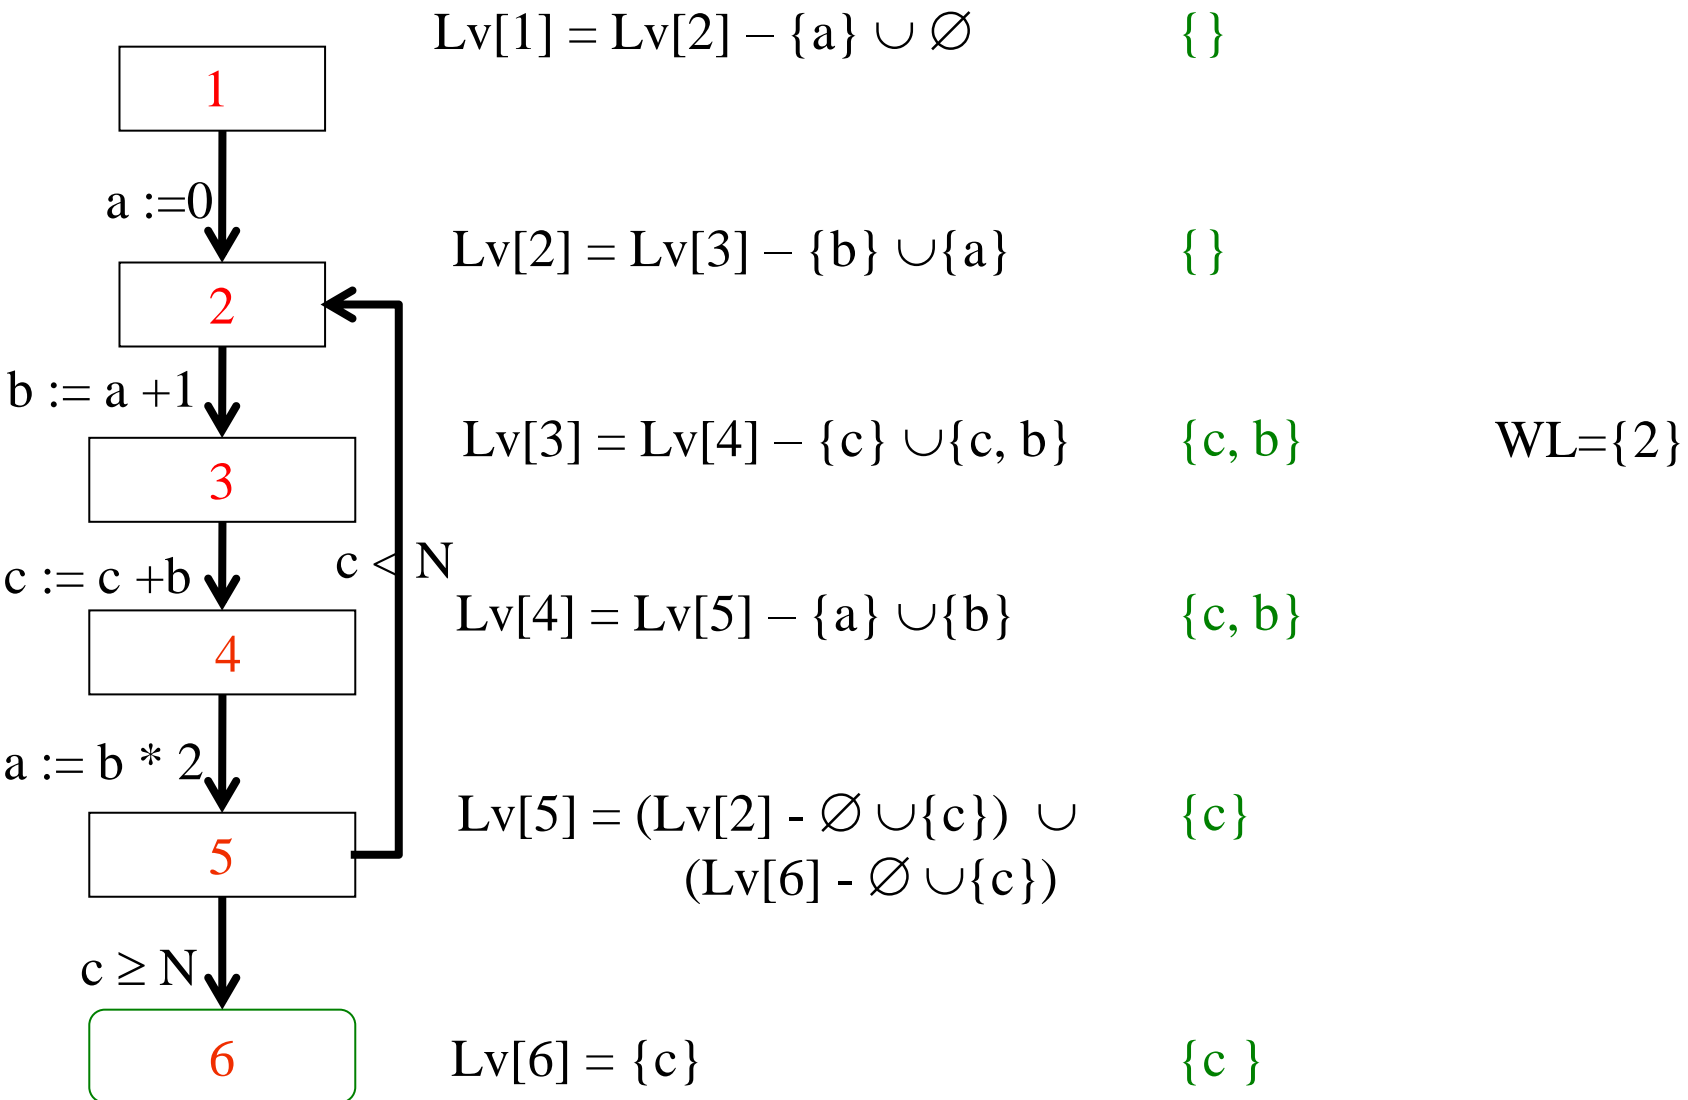 Lv[1] = Lv[2] – {a} ∪ ∅ {}
1
a :=0
Lv[2] = Lv[3] – {b} ∪{a} {}
2
b := a +1
Lv[3] = Lv[4] – {c} ∪{c, b} {c, b} WL={2}
3
c < N
c := c +b
Lv[4] = Lv[5] – {a} ∪{b} {c, b}
4
a := b * 2
Lv[5] = (Lv[2] - ∅ ∪{c}) ∪ {c}
5
(Lv[6] - ∅ ∪{c})
c ≥ N
6
Lv[6] = {c} {c }